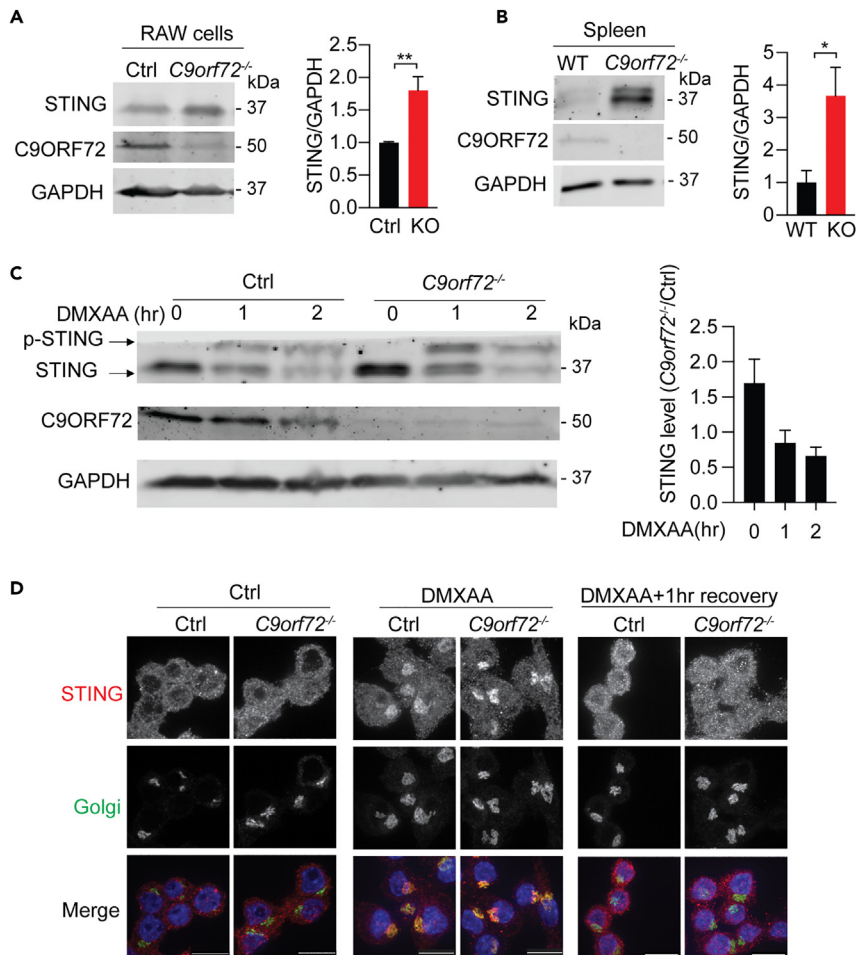 A
RAW cells
Ctrl C9orf72-/-
kDa
STING - 37
C9ORF72 - 50
GAPDH - 37
STING/GAPDH
2.5
2.0
1.5
1.0
0.5
0.0
**
Ctrl KO
B
Spleen
WT C9orf72-/-
kDa
STING - 37
C9ORF72 - 50
GAPDH - 37
STING/GAPDH
5
4
3
2
1
0
*
WT KO
C
Ctrl C9orf72-/-
DMXAA (hr) 0 1 2 0 1 2
kDa
p-STING
STING - 37
C9ORF72 - 50
GAPDH - 37
STING level (C9orf72-/-/Ctrl)
2.5
2.0
1.5
1.0
0.5
0.0
0 1 2
DMXAA(hr)
D
Ctrl DMXAA DMXAA+1hr recovery
Ctrl C9orf72-/- Ctrl C9orf72-/- Ctrl C9orf72-/-
STING
Golgi
Merge